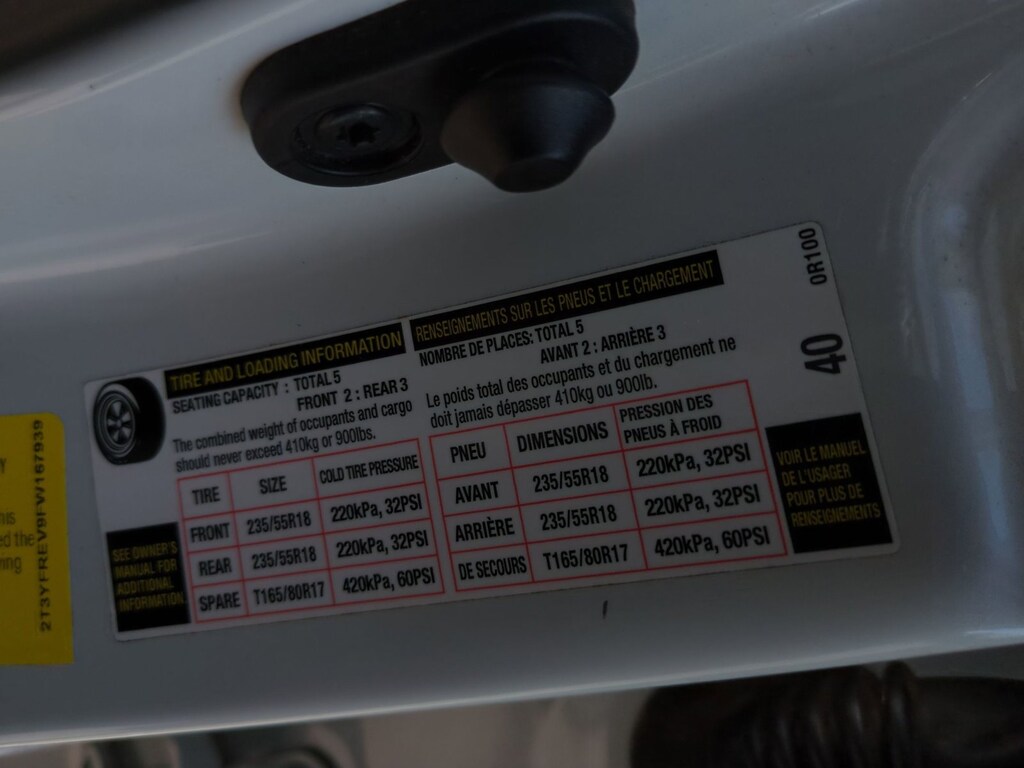 TIRE AND LOADING INFORMATION
SEATING CAPACITY : TOTAL 5
FRONT 2 : REAR 3
The combined weight of occupants and cargo
should never exceed 410kg or 900lbs.
TIRE SIZE COLD TIRE PRESSURE
FRONT 235/55R18 220kPa, 32PSI
REAR 235/55R18 220kPa, 32PSI
SPARE T165/80R17 420kPa, 60PSI
SEE OWNER'S
MANUAL FOR
ADDITIONAL
INFORMATION
RENSEIGNEMENTS SUR LES PNEUS ET LE CHARGEMENT
NOMBRE DE PLACES: TOTAL 5
AVANT 2 : ARRIÈRE 3
Le poids total des occupants et du chargement ne
doit jamais dépasser 410kg ou 900lb.
PNEU DIMENSIONS PRESSION DES
PNEUS À FROID
AVANT 235/55R18 220kPa, 32PSI
ARRIÈRE 235/55R18 220kPa, 32PSI
DE SECOURS T165/80R17 420kPa, 60PSI
VOIR LE MANUEL
DE L'USAGER
POUR PLUS DE
RENSEIGNEMENTS
0R100
40
2T3YFREV9FW167939